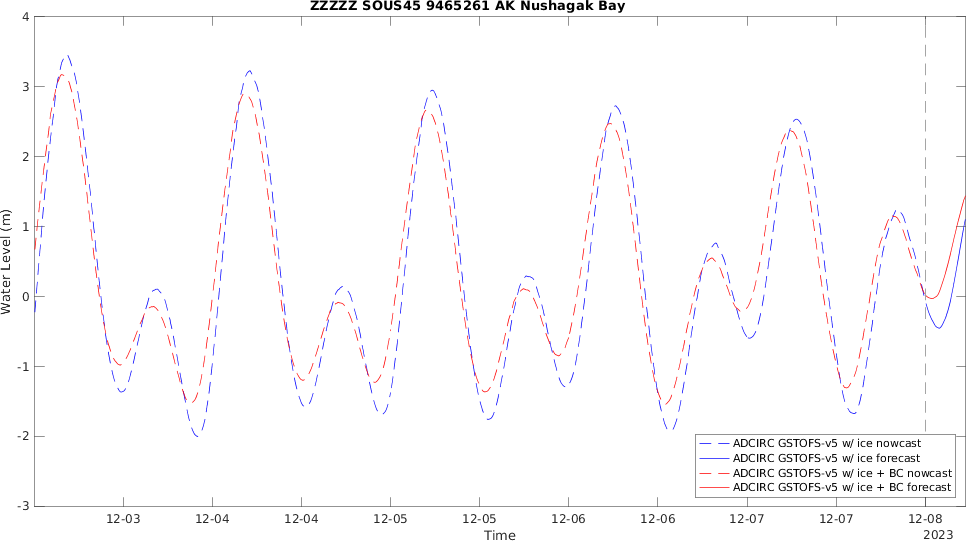 ZZZZZ SOUS45 9465261 AK Nushagak Bay
4
3
2
1
0
-1
-2
-3
Water Level (m)
ADCIRC GSTOFS-v5 w/ ice nowcast
ADCIRC GSTOFS-v5 w/ ice forecast
ADCIRC GSTOFS-v5 w/ ice + BC nowcast
ADCIRC GSTOFS-v5 w/ ice + BC forecast
12-03 12-04 12-04 12-05 12-05 12-06 12-06 12-07 12-07 12-08
Time 2023